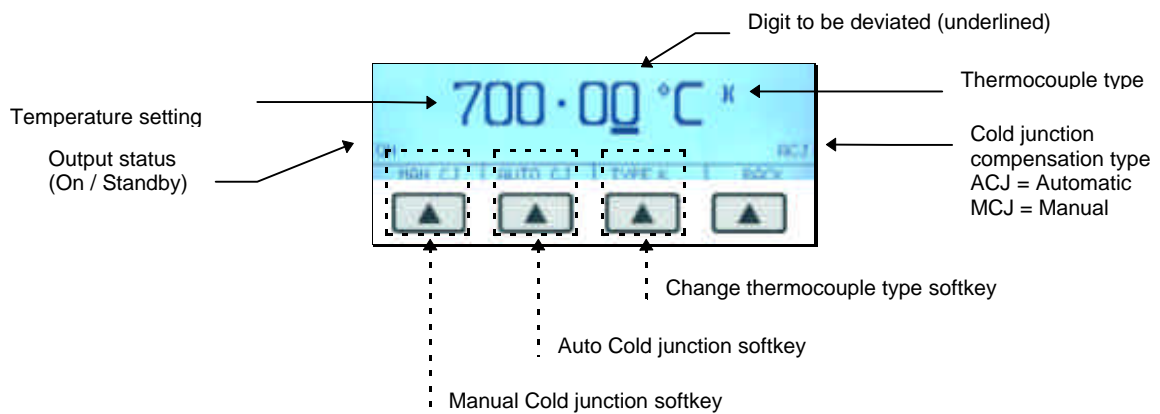 Digit to be deviated (underlined)
Temperature setting
Output status
(On / Standby)
700·00 °C K
ON
ACJ
MAN CJ AUTO CJ TYPE K BACK
Thermocouple type
Cold junction
compensation type
ACJ = Automatic
MCJ = Manual
Change thermocouple type softkey
Auto Cold junction softkey
Manual Cold junction softkey